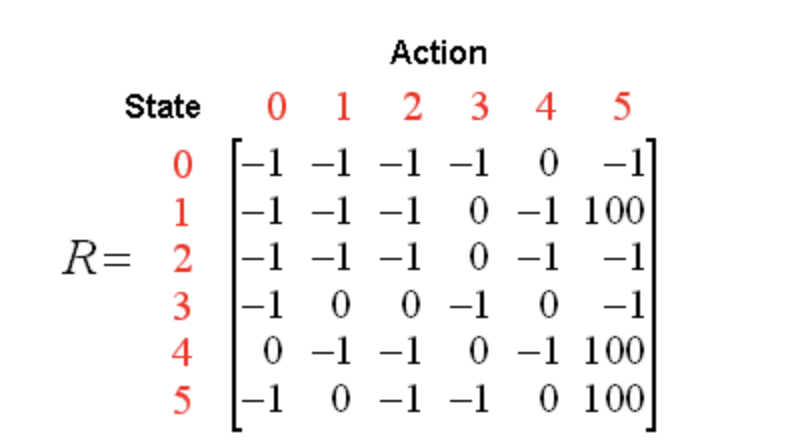 Action
State 0 1 2 3 4 5
0 −1 −1 −1 −1 0 −1
1 −1 −1 −1 0 −1 100
R= 2 −1 −1 −1 0 −1 −1
3 −1 0 0 −1 0 −1
4 0 −1 −1 0 −1 100
5 −1 0 −1 −1 0 100